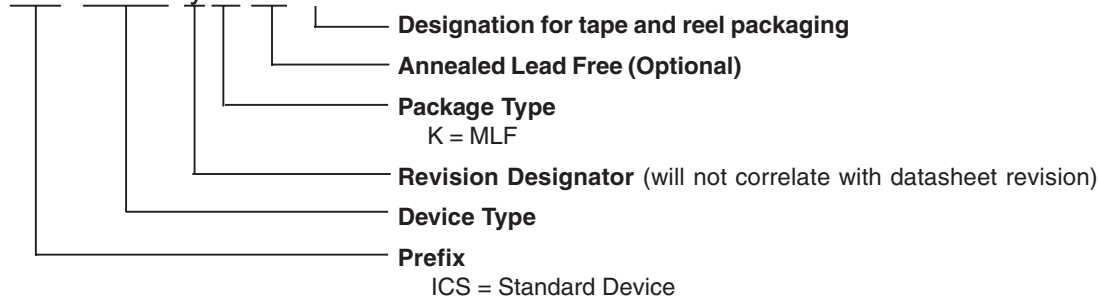 Designation for tape and reel packaging
Annealed Lead Free (Optional)
Package Type
K = MLF
Revision Designator (will not correlate with datasheet revision)
Device Type
Prefix
ICS = Standard Device